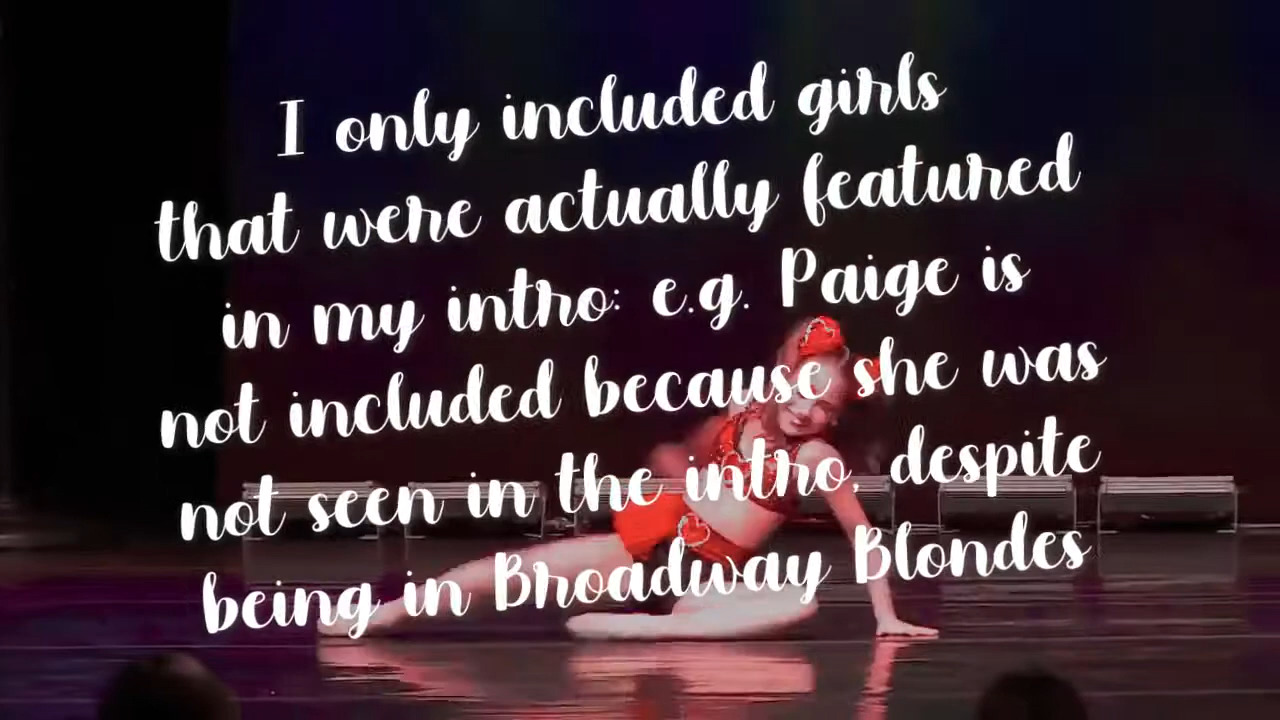 I only included girls
that were actually featured
in my intro: e.g. Paige is
not included because she was
not seen in the intro, despite
being in Broadway Blondes